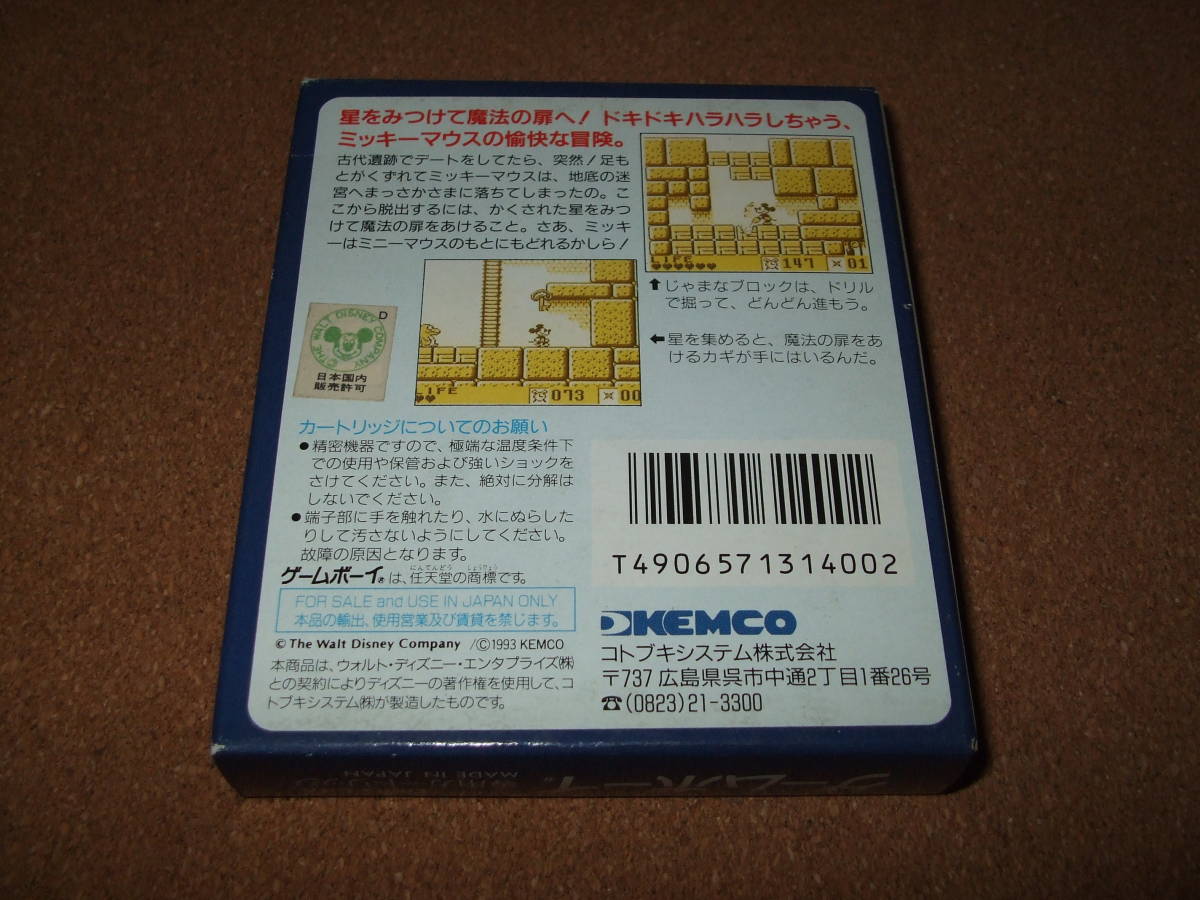 星をみつけて魔法の扉へ! ドキドキハラハラしちゃう、
ミッキーマウスの愉快な冒険。
古代遺跡でデートをしてたら、突然!足も
とがくずれてミッキーマウスは、地底の迷
宮へまっさかさまに落ちてしまったの。こ
こから脱出するには、かくされた星をみつ
けて魔法の扉をあけること。さあ、ミッキ
ーはミニーマウスのもとにもどれるかしら!
LIFE
147
01
⬆じゃまなブロックは、ドリル
で掘って、どんどん進もう。
⬅星を集めると、魔法の扉をあ
けるカギが手にはいるんだ。
LIFE
073
00
D
© THE WALT DISNEY COMPANY
日本国内
販売許可
カートリッジについてのお願い
●精密機器ですので、極端な温度条件下
での使用や保管および強いショックを
さけてください。また、絶対に分解は
しないでください。
●端子部に手を触れたり、水にぬらした
りして汚さないようにしてください。
故障の原因となります。
にんてんどう しょうひょう
ゲームボーイ®は、任天堂の商標です。
FOR SALE and USE IN JAPAN ONLY
本品の輸出、使用営業及び賃貸を禁じます。
© The Walt Disney Company /Ⓒ1993 KEMCO
本商品は、ウォルト・ディズニー・エンタプライズ(株)
との契約によりディズニーの著作権を使用して、コ
トブキシステム(株)が製造したものです。
T4906571314002
KEMCO
コトブキシステム株式会社
〒737 広島県呉市中通2丁目1番26号
☎(0823)21-3300
MADE IN JAPAN
ゲームボーイ®